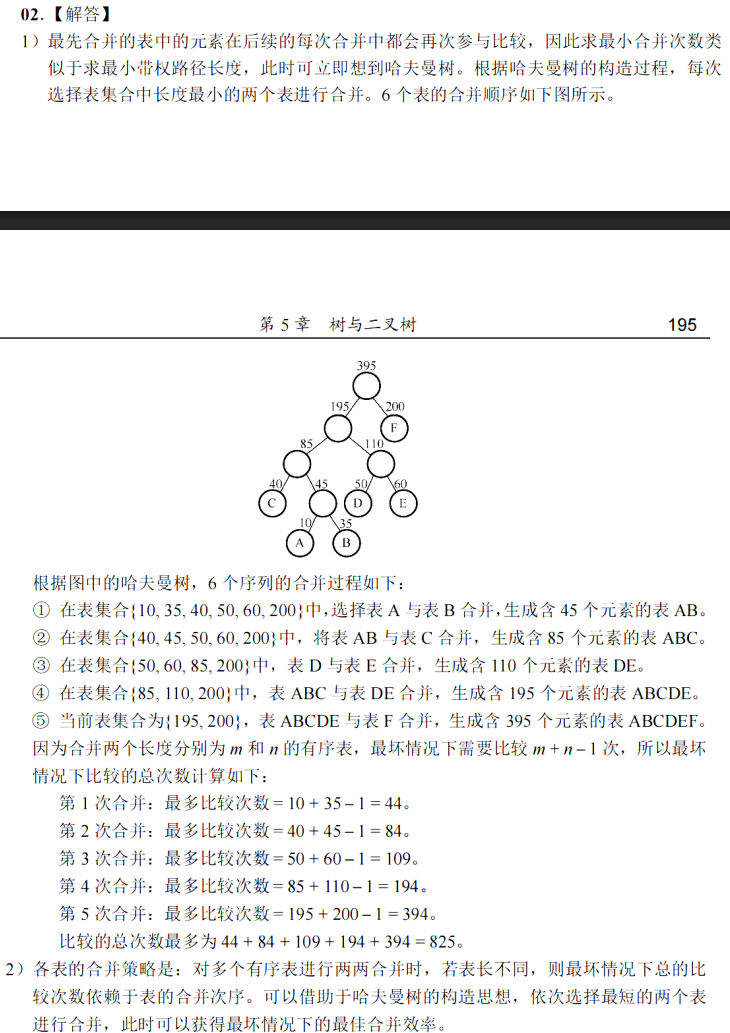 02.【解答】
1）最先合并的表中的元素在后续的每次合并中都会再次参与比较，因此求最小合并次数类
似于求最小带权路径长度，此时可立即想到哈夫曼树。根据哈夫曼树的构造过程，每次
选择表集合中长度最小的两个表进行合并。6 个表的合并顺序如下图所示。
第 5 章 树与二叉树 195
395
195 200
F
85 110
40 45 50 60
C D E
10 35
A B
根据图中的哈夫曼树，6 个序列的合并过程如下：
① 在表集合{10, 35, 40, 50, 60, 200}中，选择表 A 与表 B 合并，生成含 45 个元素的表 AB。
② 在表集合{40, 45, 50, 60, 200}中，将表 AB 与表 C 合并，生成含 85 个元素的表 ABC。
③ 在表集合{50, 60, 85, 200}中，表 D 与表 E 合并，生成含 110 个元素的表 DE。
④ 在表集合{85, 110, 200}中，表 ABC 与表 DE 合并，生成含 195 个元素的表 ABCDE。
⑤ 当前表集合为{195, 200}，表 ABCDE 与表 F 合并，生成含 395 个元素的表 ABCDEF。
因为合并两个长度分别为 m 和 n 的有序表，最坏情况下需要比较 m + n – 1 次，所以最坏
情况下比较的总次数计算如下：
第 1 次合并：最多比较次数 = 10 + 35 – 1 = 44。
第 2 次合并：最多比较次数 = 40 + 45 – 1 = 84。
第 3 次合并：最多比较次数 = 50 + 60 – 1 = 109。
第 4 次合并：最多比较次数 = 85 + 110 – 1 = 194。
第 5 次合并：最多比较次数 = 195 + 200 – 1 = 394。
比较的总次数最多为 44 + 84 + 109 + 194 + 394 = 825。
2）各表的合并策略是：对多个有序表进行两两合并时，若表长不同，则最坏情况下总的比
较次数依赖于表的合并次序。可以借助于哈夫曼树的构造思想，依次选择最短的两个表
进行合并，此时可以获得最坏情况下的最佳合并效率。